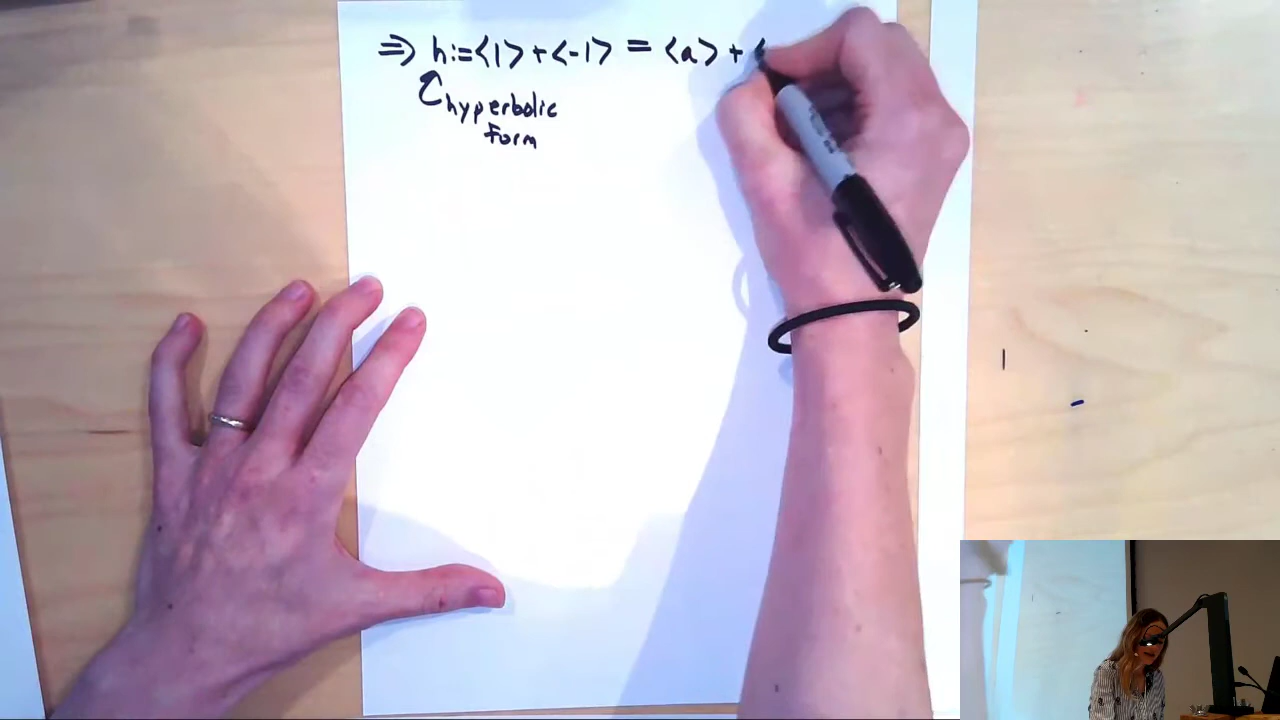 ⇒ h:=<1>+<-1> = <a> + <
hyperbolic
form